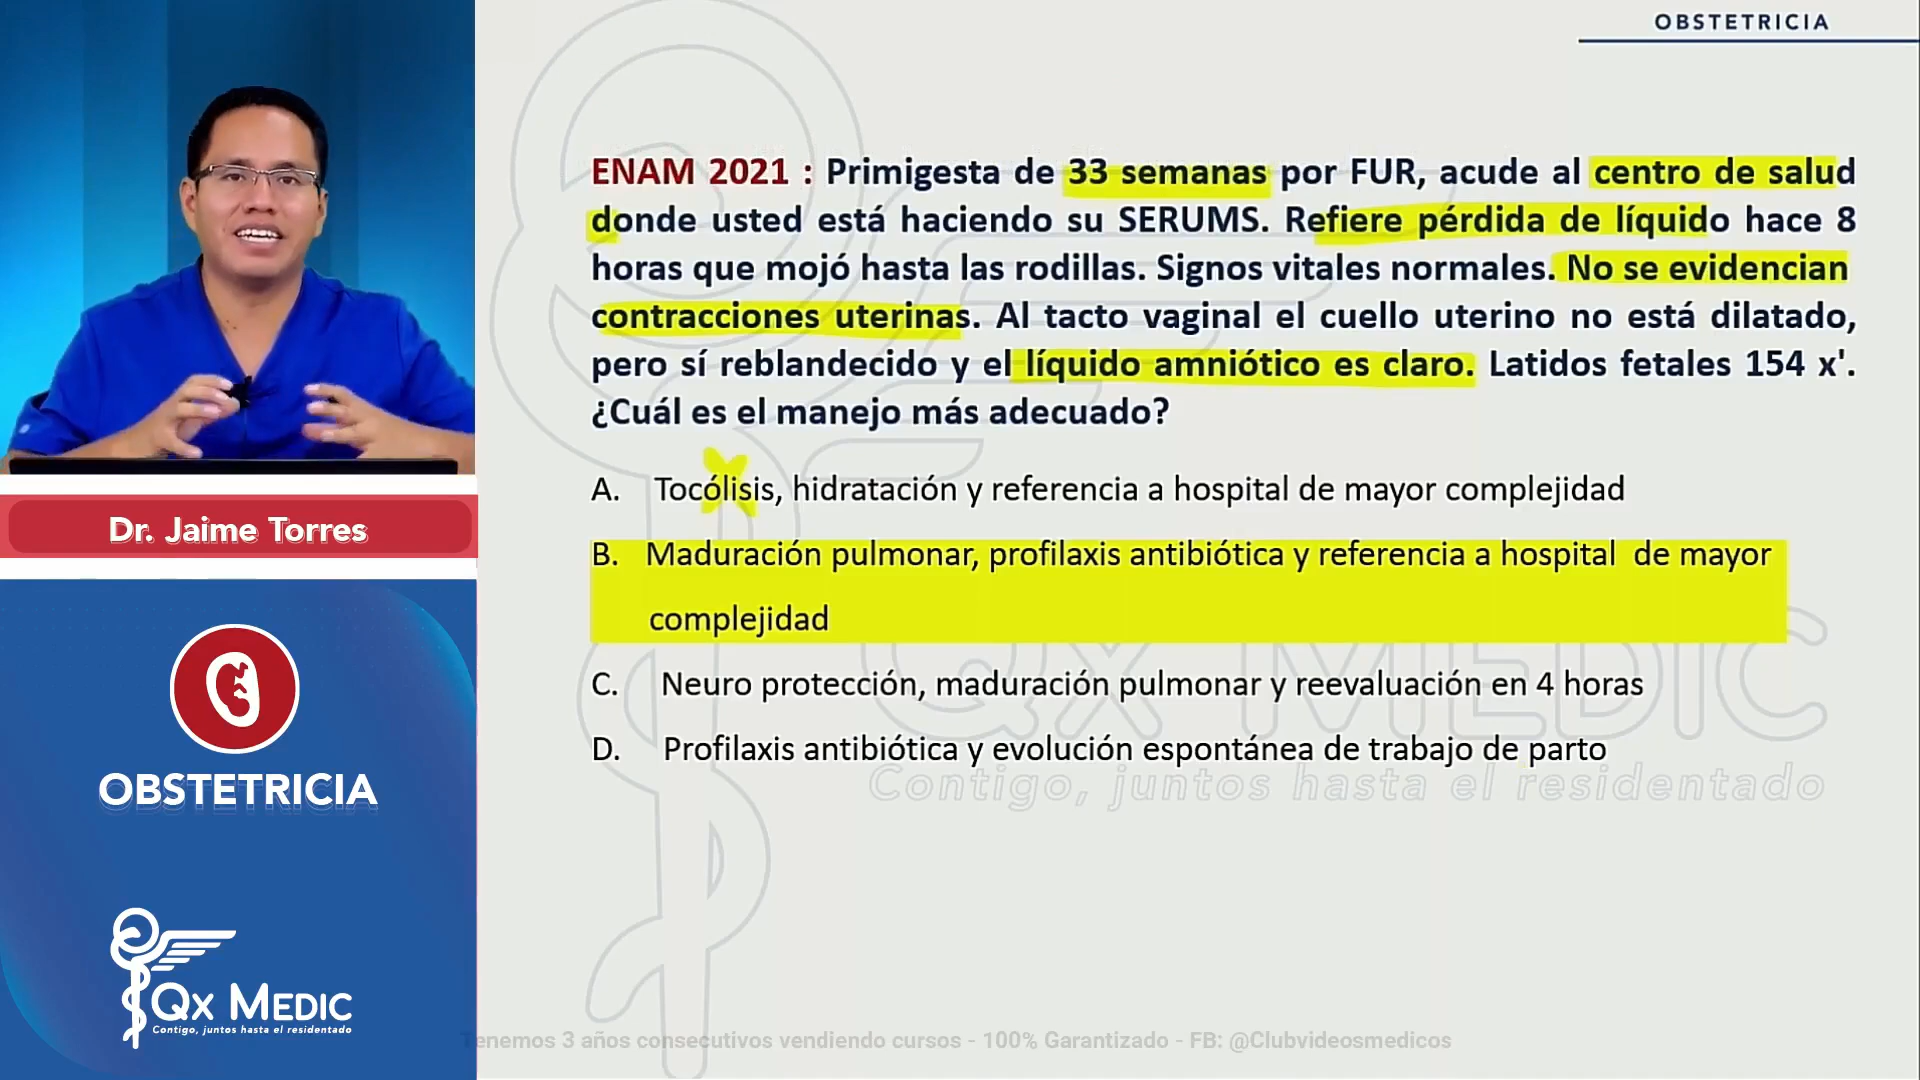 OBSTETRICIA
ENAM 2021 : Primigesta de 33 semanas por FUR, acude al centro de salud
donde usted está haciendo su SERUMS. Refiere pérdida de líquido hace 8
horas que mojó hasta las rodillas. Signos vitales normales. No se evidencian
contracciones uterinas. Al tacto vaginal el cuello uterino no está dilatado,
pero sí reblandecido y el líquido amniótico es claro. Latidos fetales 154 x'.
¿Cuál es el manejo más adecuado?
A. Tocólisis, hidratación y referencia a hospital de mayor complejidad
B. Maduración pulmonar, profilaxis antibiótica y referencia a hospital de mayor
complejidad
C. Neuro protección, maduración pulmonar y reevaluación en 4 horas
D. Profilaxis antibiótica y evolución espontánea de trabajo de parto
QX MEDIC
Contigo, juntos hasta el residentado
Dr. Jaime Torres
OBSTETRICIA
QX MEDIC
Contigo, juntos hasta el residentado
Tenemos 3 años consecutivos vendiendo cursos - 100% Garantizado - FB: @Clubvideosmedicos